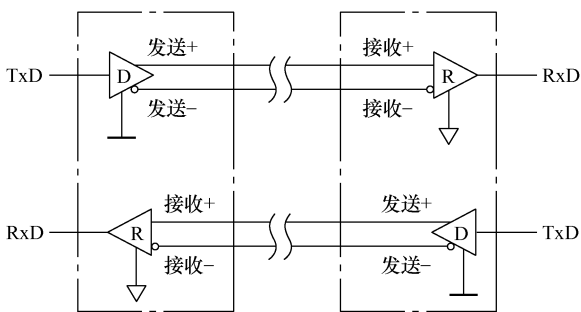 发送+ 接收+
TxD D R RxD
发送− 接收−
接收+ 发送+
RxD R D TxD
接收− 发送−